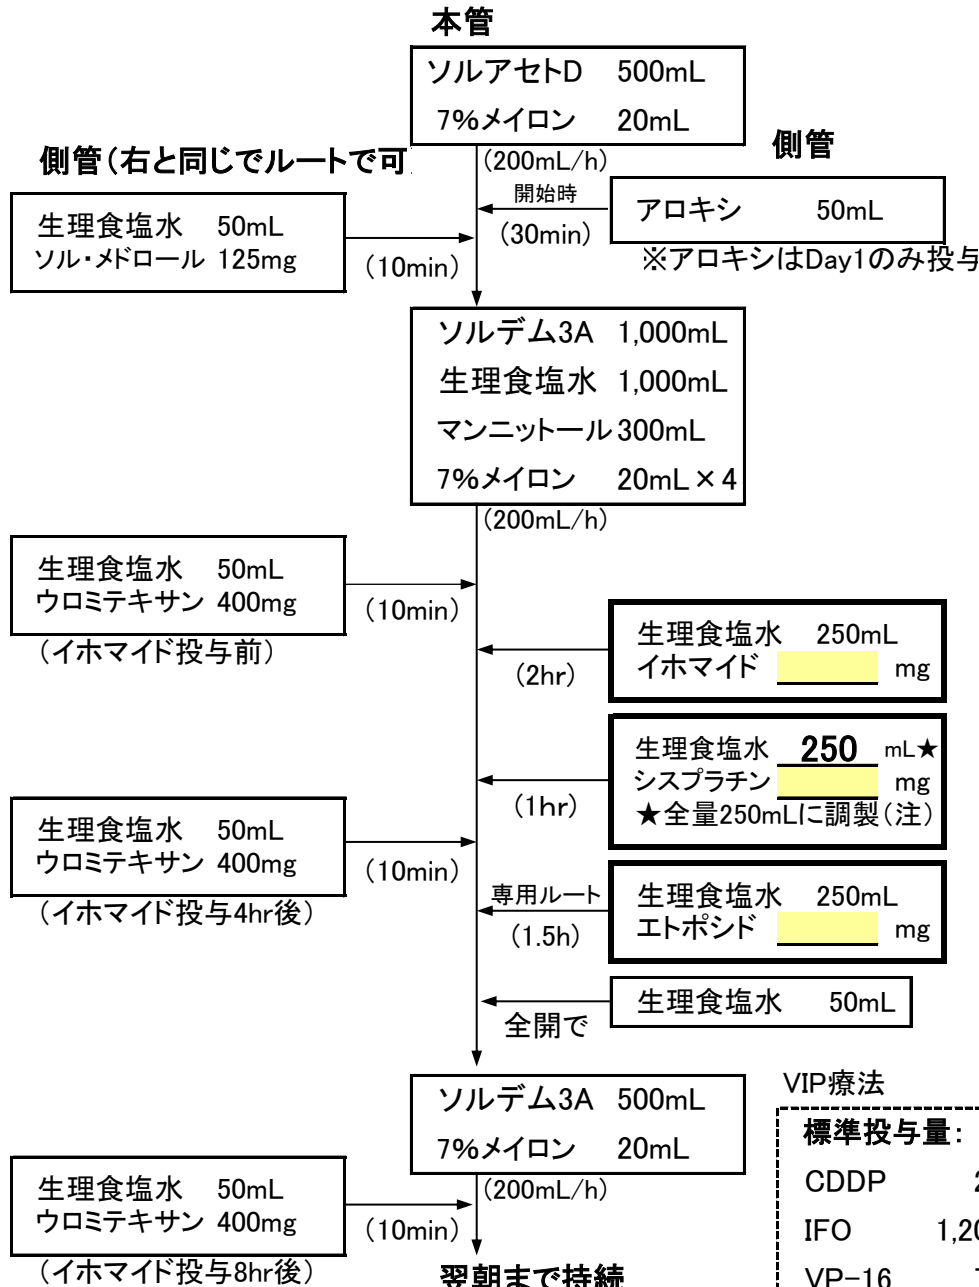 本管
ソルアセトD 500mL
7%メイロン 20mL
(200mL/h)
側管(右と同じでルートで可
側管
生理食塩水 50mL
ソル・メドロール 125mg
(10min)
開始時
(30min)
アロキシ 50mL
※アロキシはDay1のみ投与
ソルデム3A 1,000mL
生理食塩水 1,000mL
マンニットール 300mL
7%メイロン 20mL×4
(200mL/h)
生理食塩水 50mL
ウロミテキサン 400mg
(10min)
(イホマイド投与前)
生理食塩水 250mL
イホマイド mg
(2hr)
生理食塩水 250 mL★
シスプラチン mg
★全量250mLに調製(注)
(1hr)
生理食塩水 50mL
ウロミテキサン 400mg
(10min)
(イホマイド投与4hr後)
専用ルート
(1.5h)
生理食塩水 250mL
エトポシド mg
生理食塩水 50mL
全開で
ソルデム3A 500mL
7%メイロン 20mL
(200mL/h)
生理食塩水 50mL
ウロミテキサン 400mg
(10min)
(イホマイド投与8hr後)
翌朝まで持続
VIP療法
標準投与量:
CDDP
IFO
VP-16